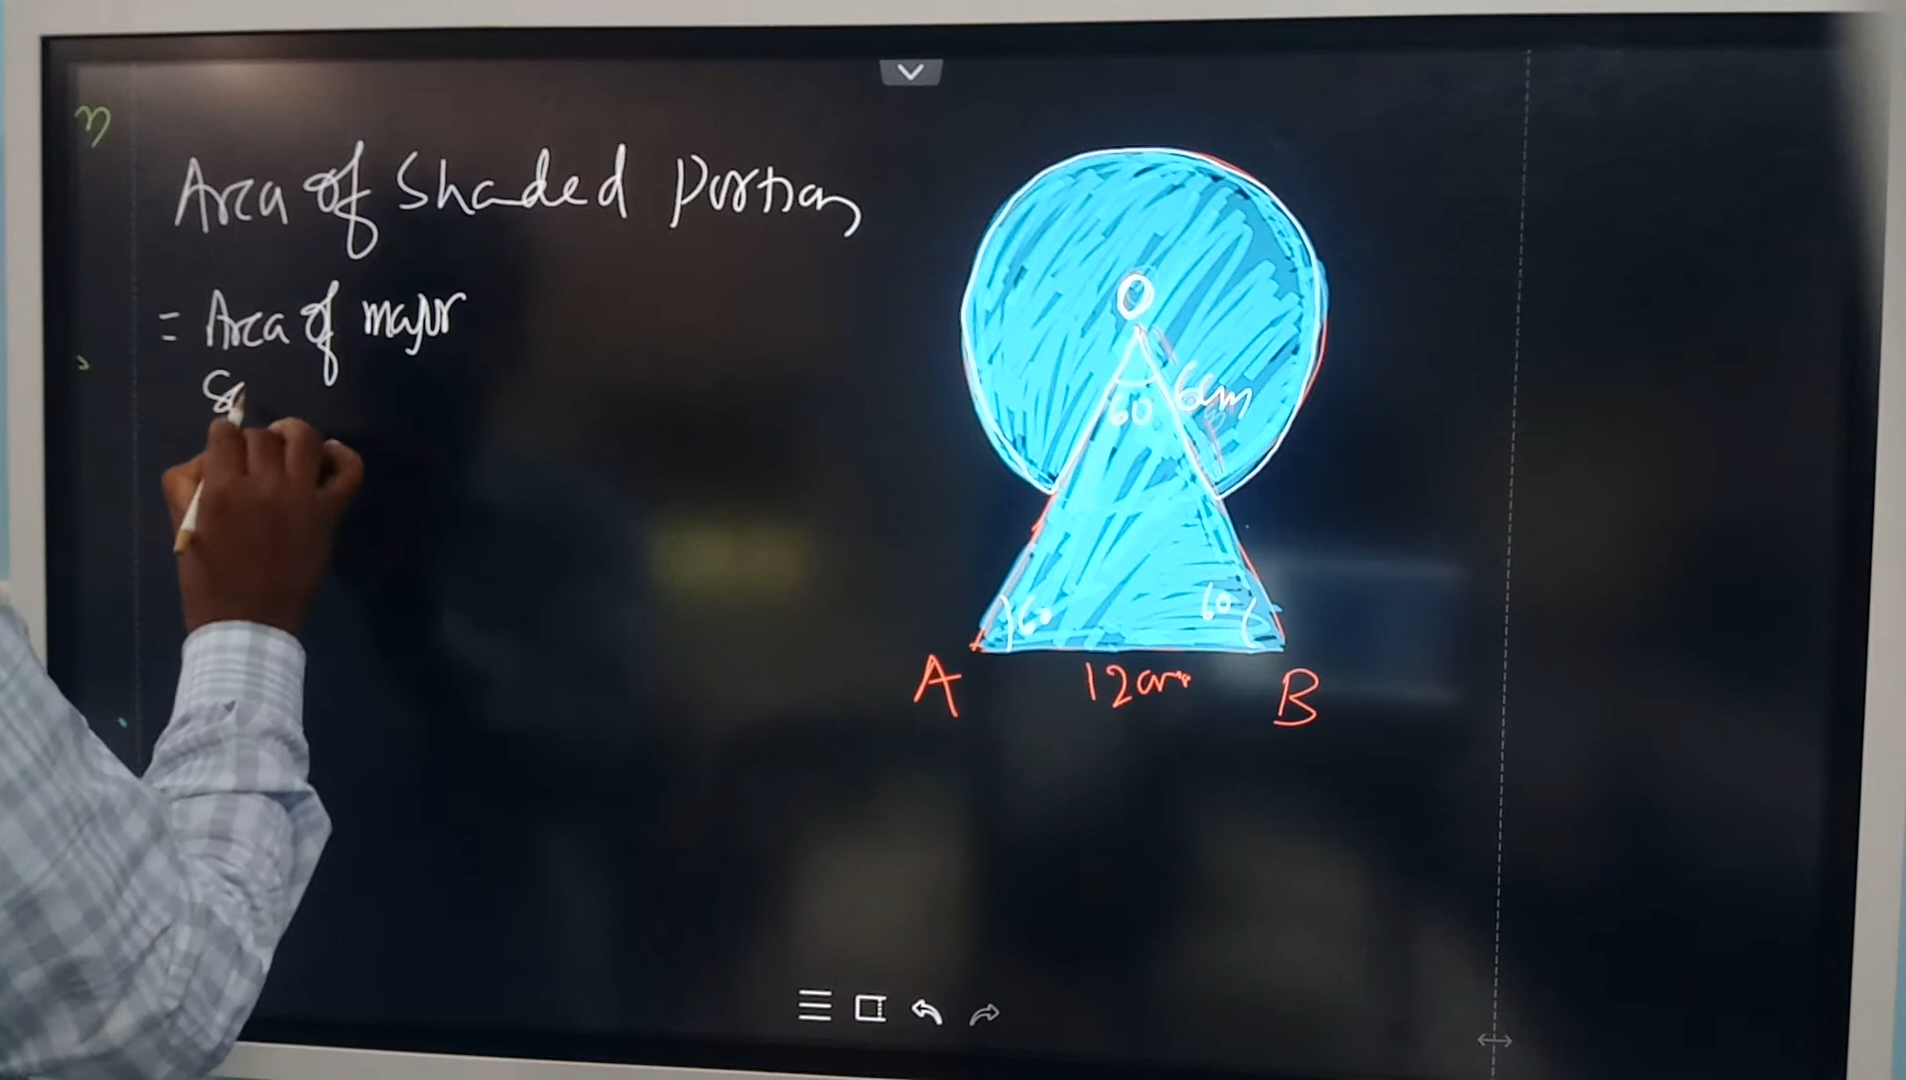 Area of Shaded Portion
= Area of major
S
O
6cm
60
60
60
A
12cm
B